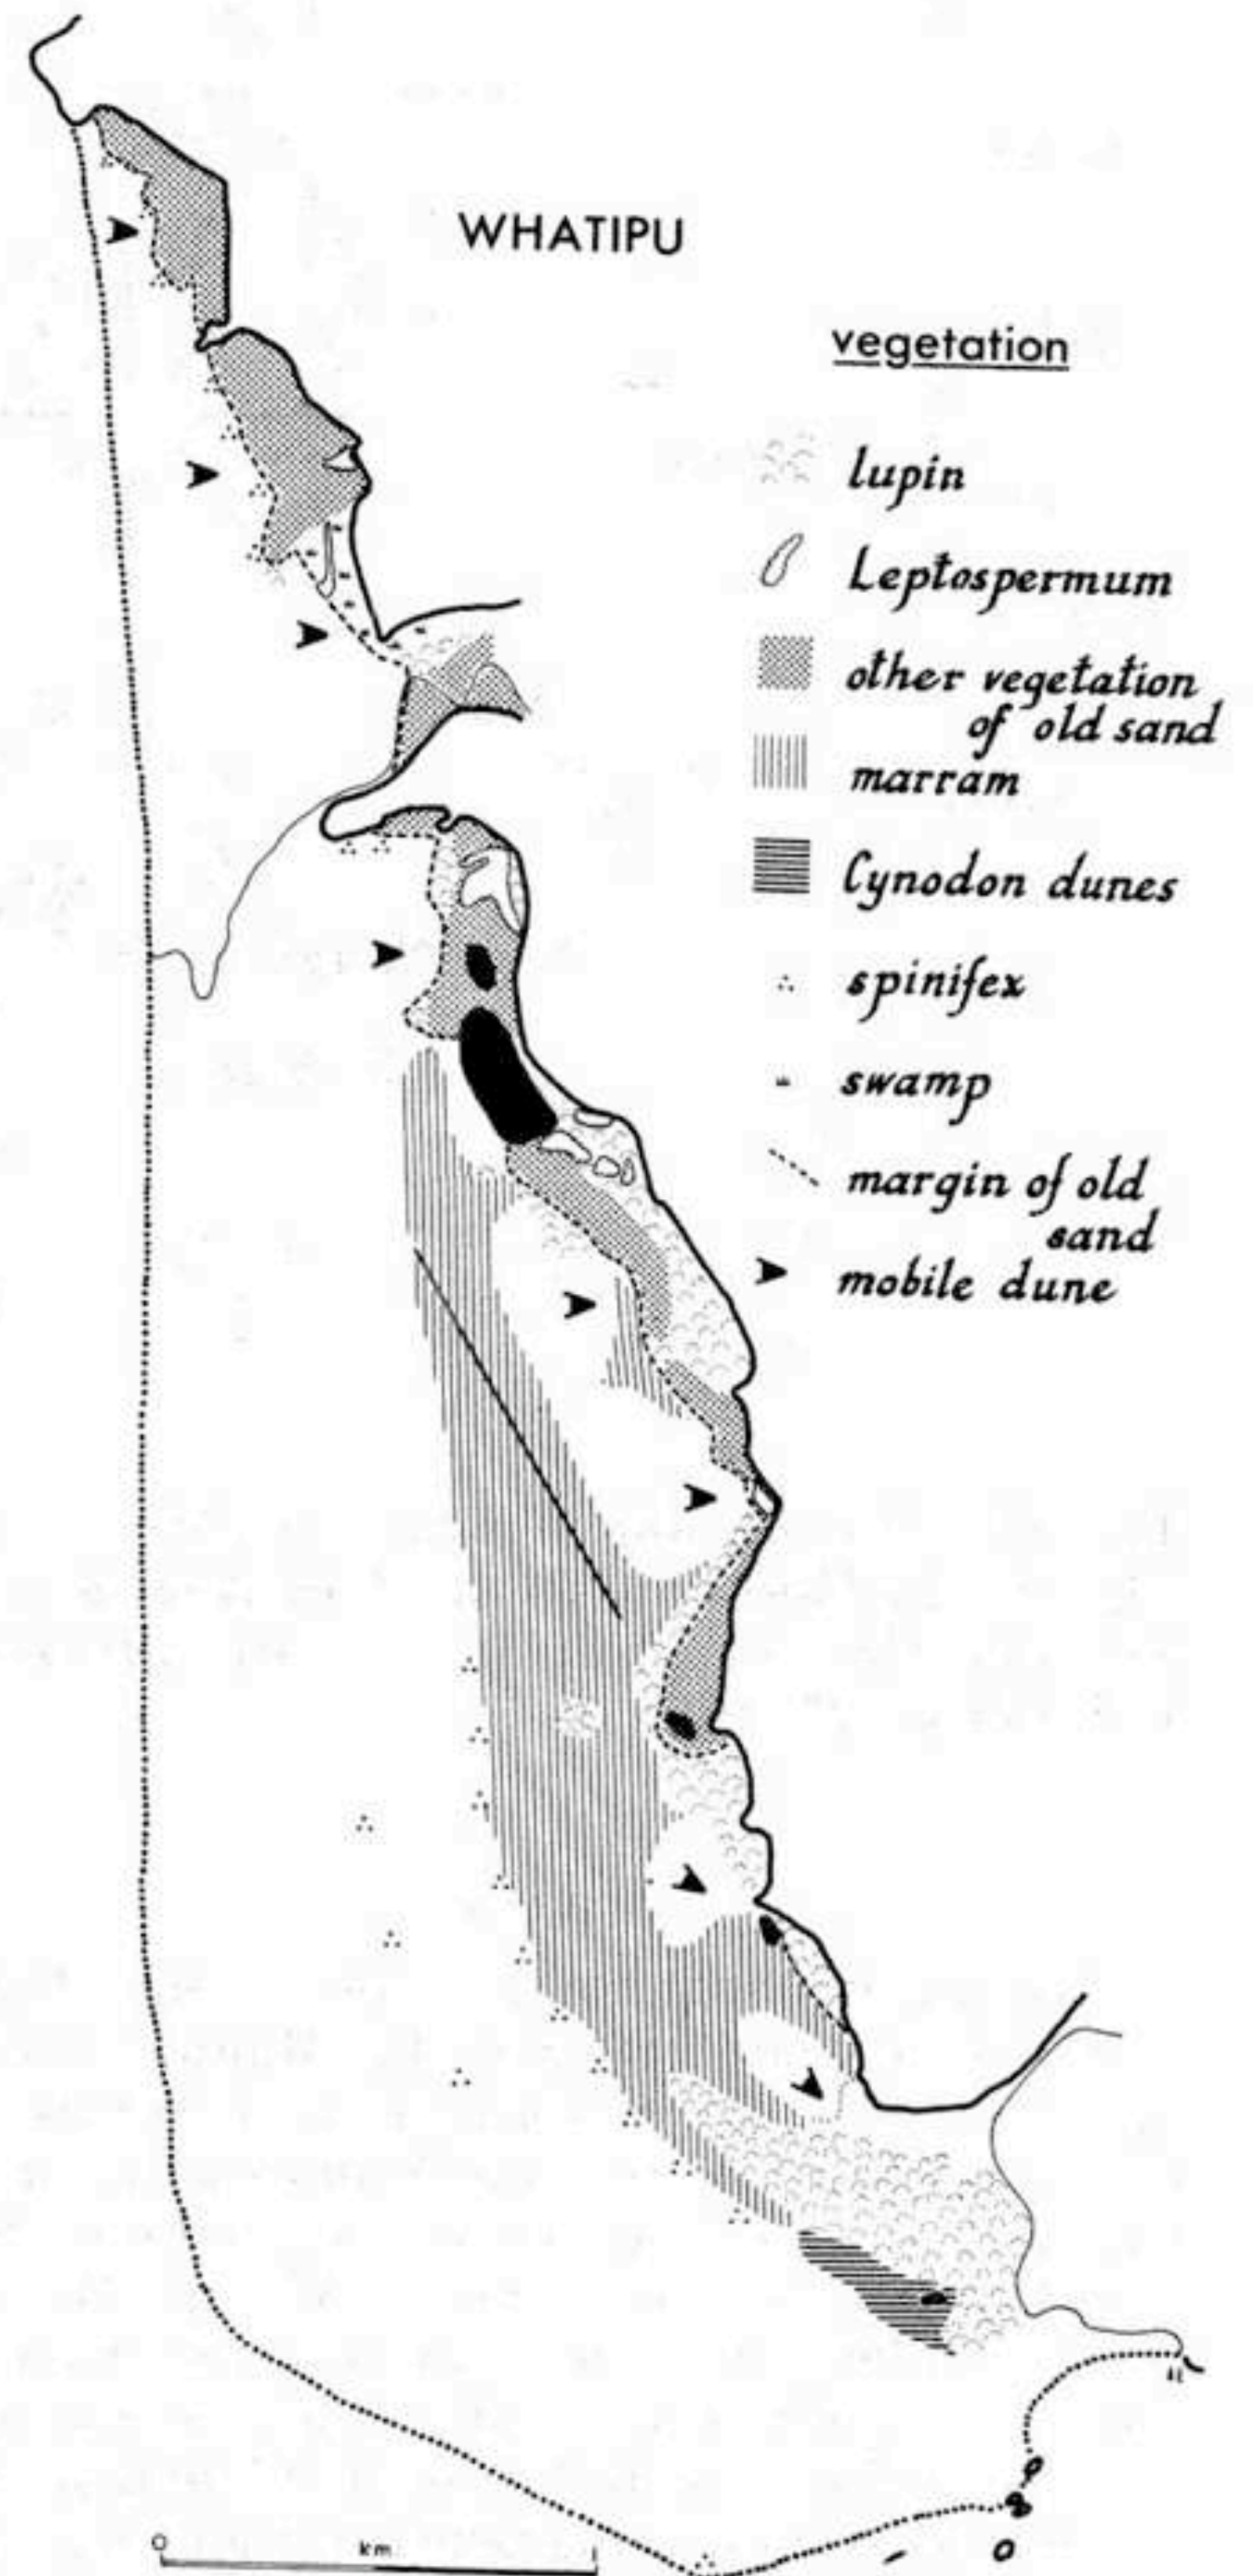 WHATIPU
vegetation
lupin
Leptospermum
other vegetation
of old sand
marram
Cynodon dunes
spinifex
swamp
margin of old
sand
mobile dune
0 km. 1